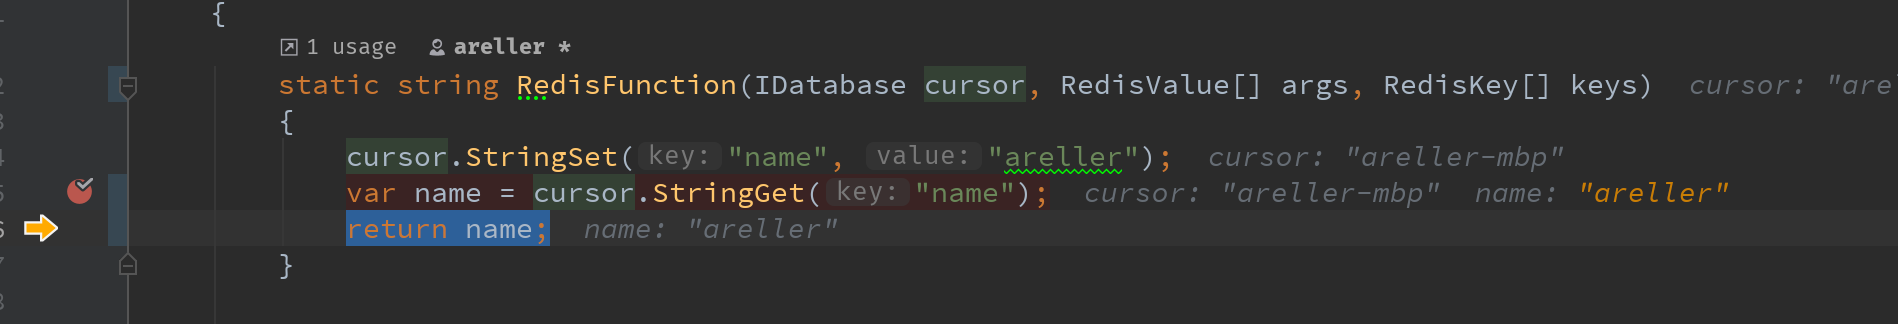 {
1 usage areller *
static string RedisFunction(IDatabase cursor, RedisValue[] args, RedisKey[] keys) cursor: "are
{
cursor.StringSet( key: "name", value: "areller"); cursor: "areller-mbp"
var name = cursor.StringGet( key: "name"); cursor: "areller-mbp" name: "areller"
return name; name: "areller"
}